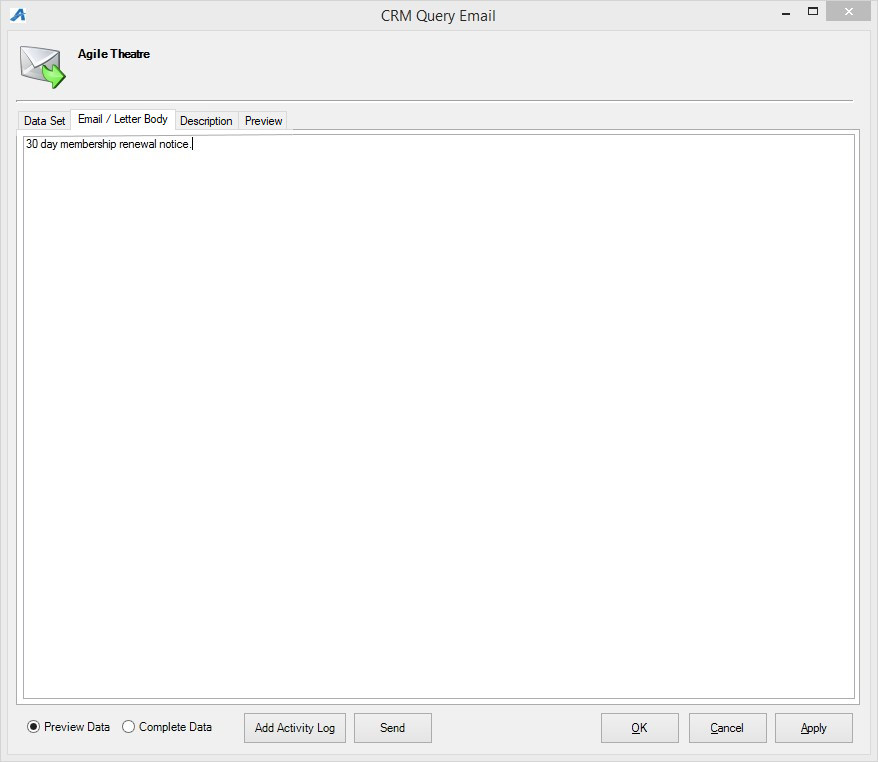 CRM Query Email
Agile Theatre
Data Set Email / Letter Body Description Preview
30 day membership renewal notice.
Preview Data Complete Data Add Activity Log Send OK Cancel Apply